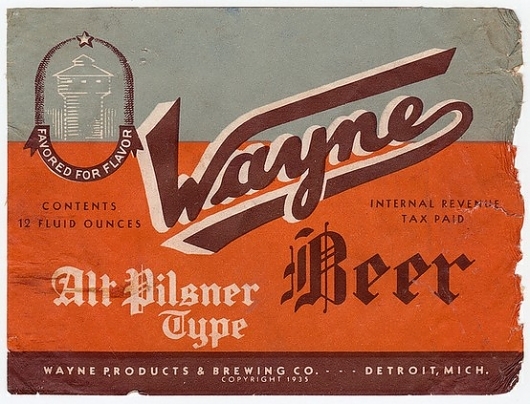 FAVORED FOR FLAVOR
Wayne
CONTENTS
12 FLUID OUNCES
INTERNAL REVENUE
TAX PAID
Alt Pilsner
Type
Beer
WAYNE PRODUCTS & BREWING CO. - - - - DETROIT, MICH.
COPYRIGHT 1935